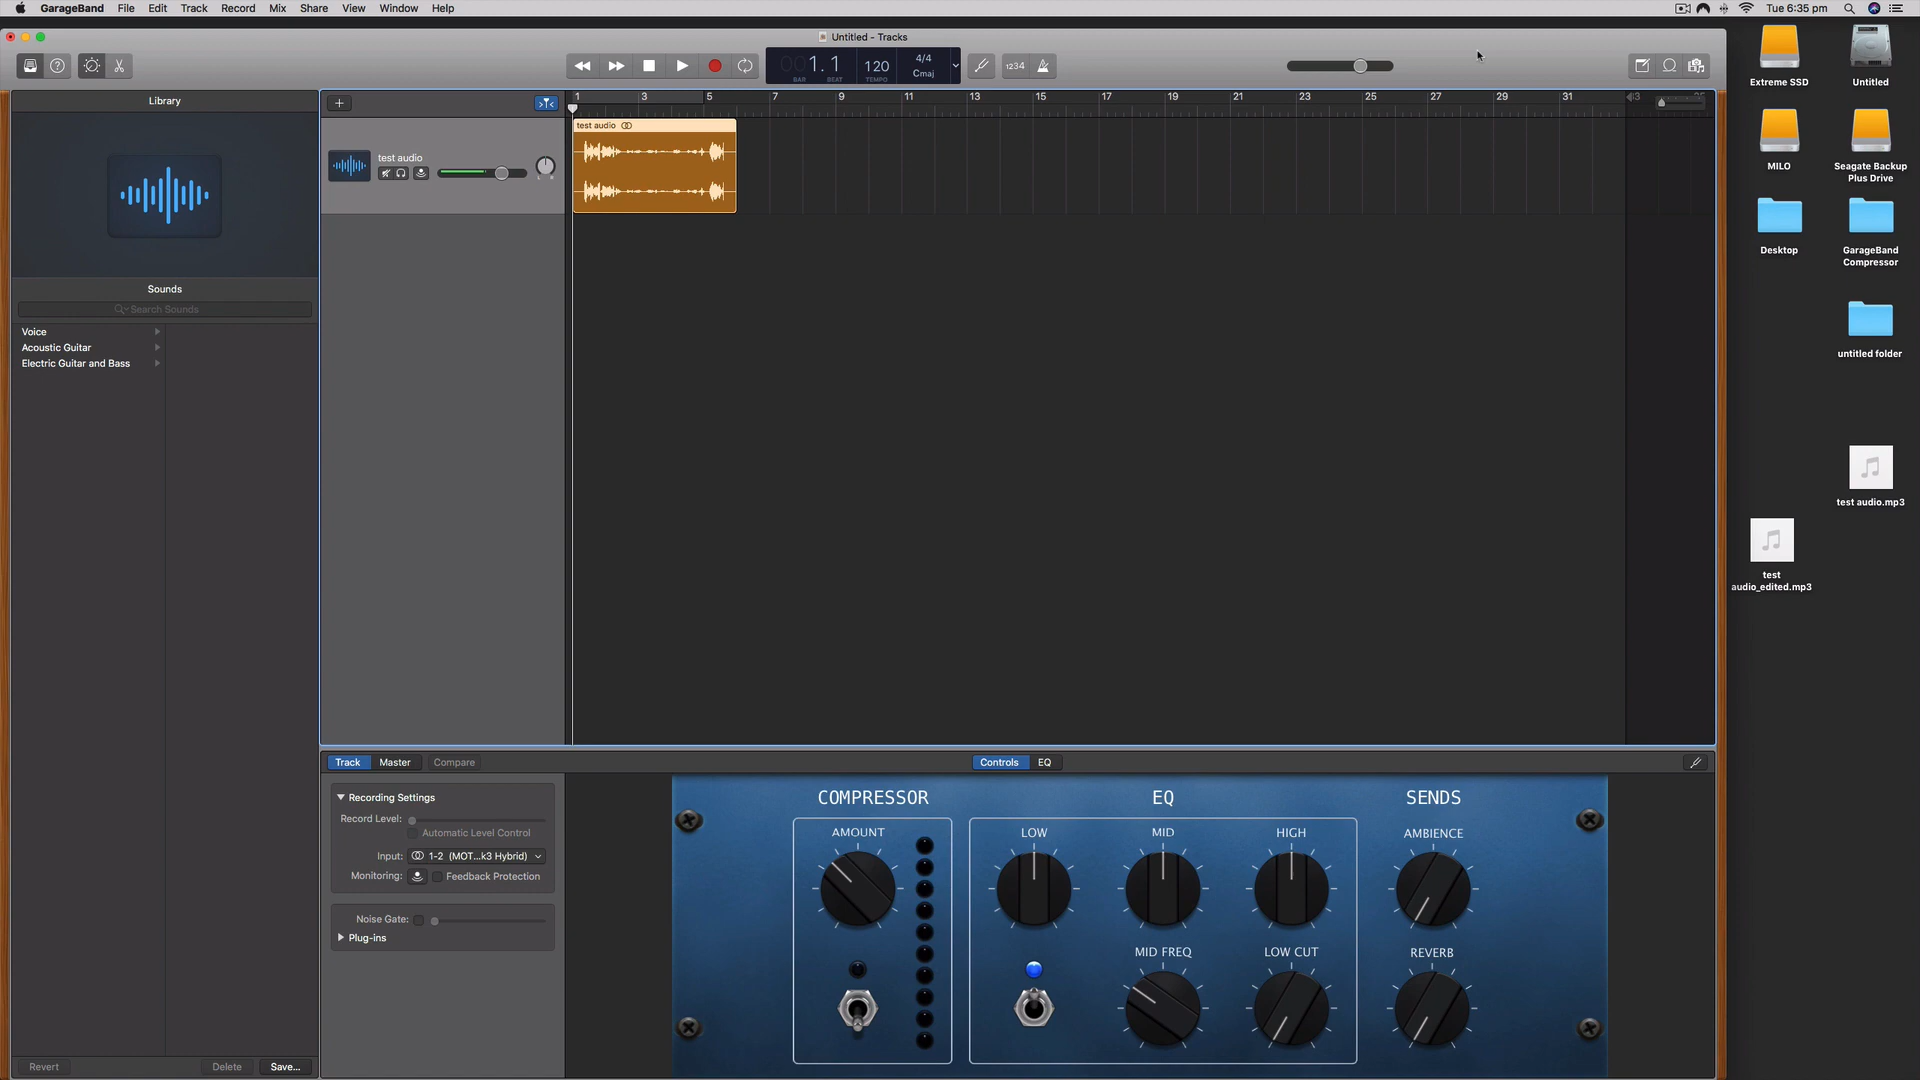 GarageBand File Edit Track Record Mix Share View Window Help
Tue 6:35 pm
Untitled - Tracks
1.1
BAR BEAT
120
TEMPO
4/4
Cmaj
1234
Library
Sounds
Search Sounds
Voice
Acoustic Guitar
Electric Guitar and Bass
Revert Delete Save...
1 3 5 7 9 11 13 15 17 19 21 23 25 27 29 31
test audio
L R
test audio
Track Master Compare
Controls EQ
Recording Settings
Record Level:
Automatic Level Control
Input: 1-2 (MOT...k3 Hybrid)
Monitoring: Feedback Protection
Noise Gate:
Plug-ins
COMPRESSOR
AMOUNT
EQ
LOW MID HIGH
MID FREQ LOW CUT
SENDS
AMBIENCE
REVERB
Extreme SSD
Untitled
MILO
Seagate Backup
Plus Drive
Desktop
GarageBand
Compressor
untitled folder
test audio.mp3
test
audio_edited.mp3